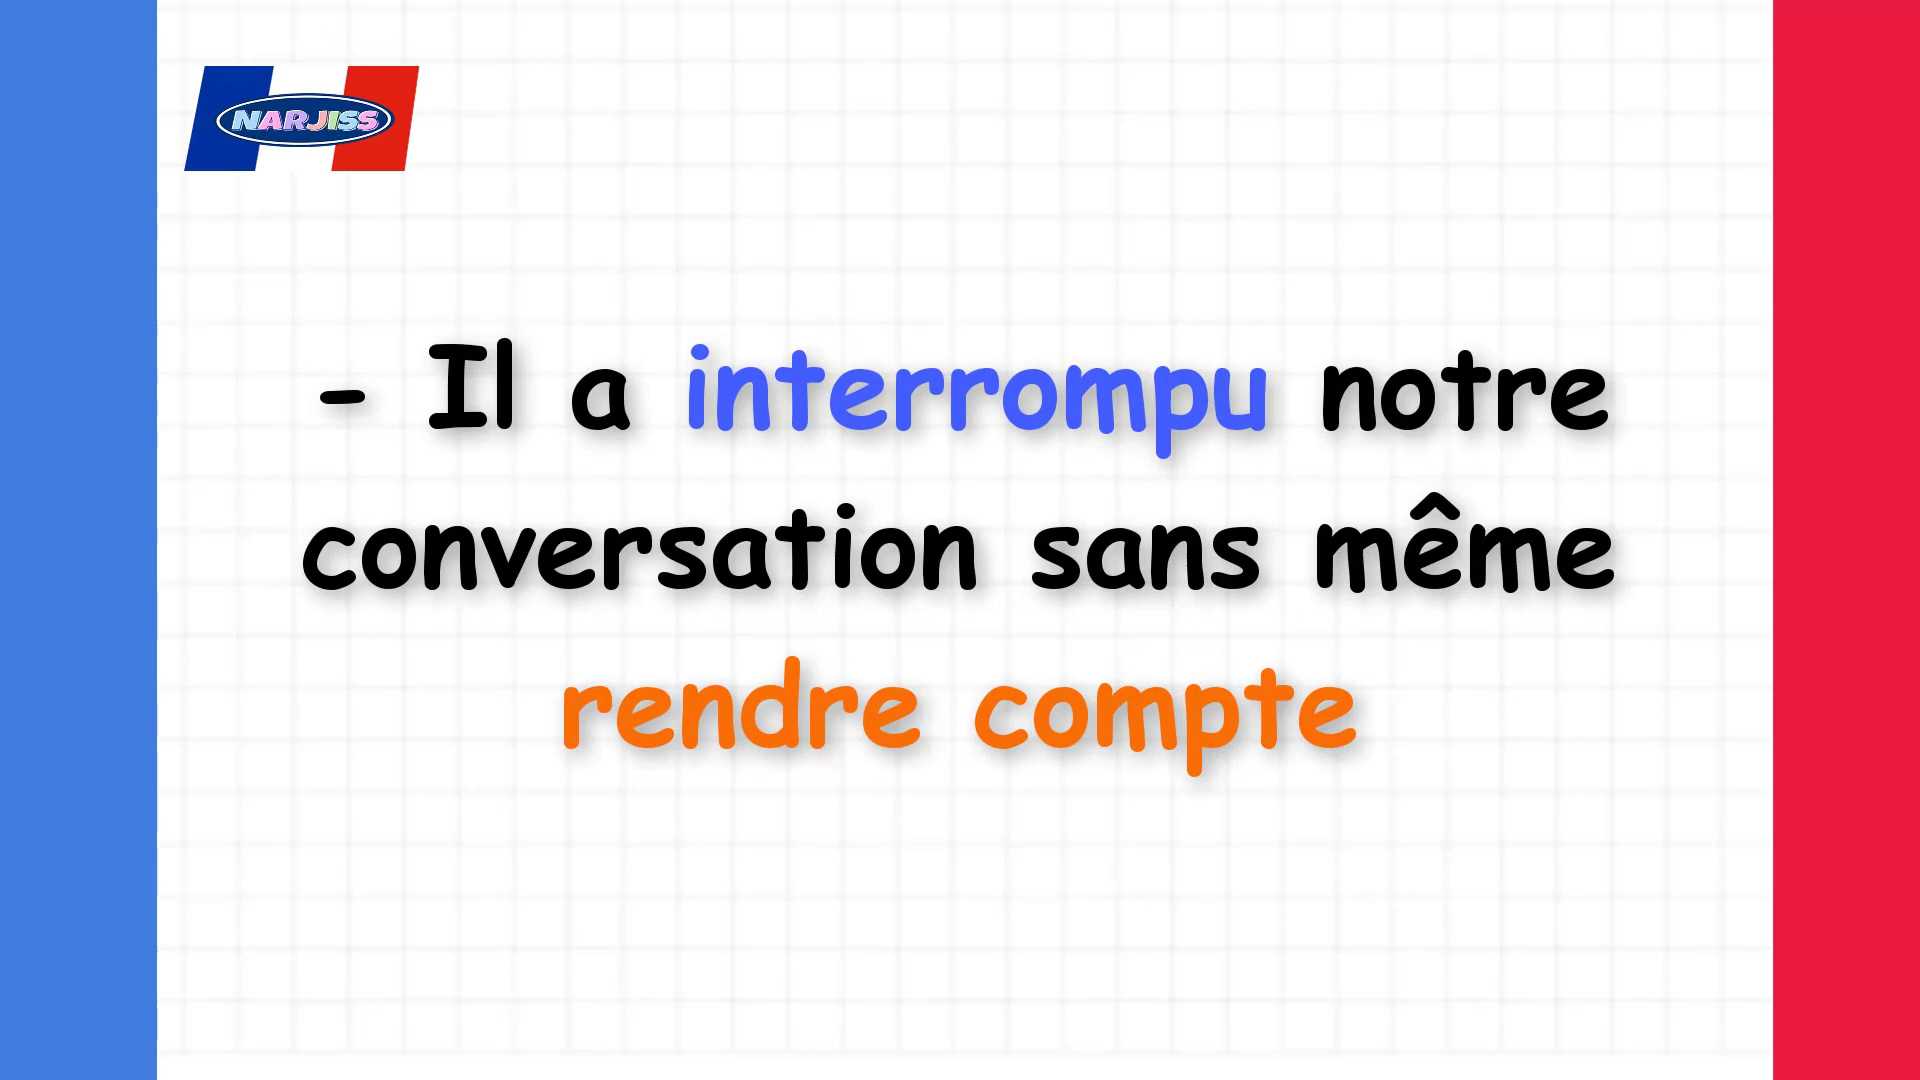 NARJISS
- Il a interrompu notre
conversation sans même
rendre compte